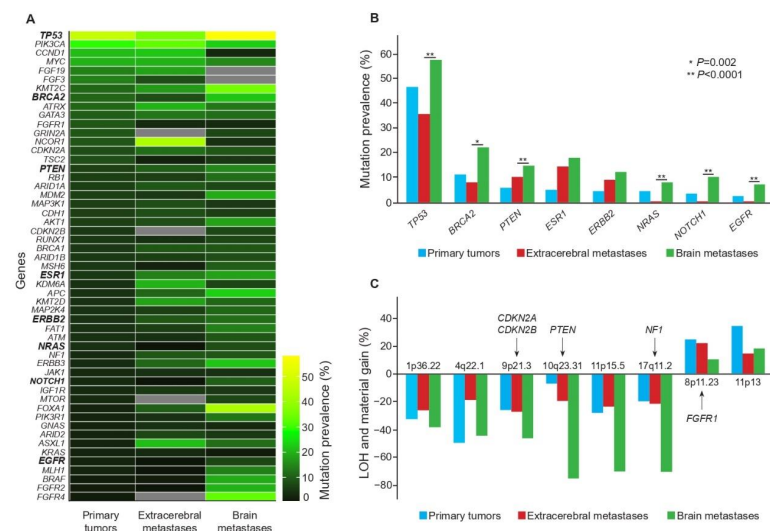 A
TP53
PIK3CA
CCND1
MYC
FGF19
FGF3
KMT2C
BRCA2
ATRX
GATA3
FGFR1
GRIN2A
NCOR1
CDKN2A
TSC2
PTEN
RB1
ARID1A
MDM2
MAP3K1
CDH1
AKT1
CDKN2B
RUNX1
BRCA1
ARID1B
MSH6
ESR1
KDM6A
APC
KMT2D
MAP2K4
ERBB2
FAT1
ATM
NRAS
NF1
ERBB3
JAK1
NOTCH1
IGF1R
MTOR
FOXA1
PIK3R1
GNAS
ARID2
ASXL1
KRAS
EGFR
MLH1
BRAF
FGFR2
FGFR4
Genes
Primary tumors
Extracerebral metastases
Brain metastases
50
40
30
20
10
0
Mutation prevalence (%)
B
Mutation prevalence (%)
60
50
40
30
20
10
0
**
*
**
**
**
**
* P=0.002
** P<0.0001
TP53
BRCA2
PTEN
ESR1
ERBB2
NRAS
NOTCH1
EGFR
Primary tumors
Extracerebral metastases
Brain metastases
C
LOH and material gain (%)
40
20
0
−20
−40
−60
−80
CDKN2A
CDKN2B
PTEN
NF1
1p36.22
4q22.1
9p21.3
10q23.31
11p15.5
17q11.2
8p11.23
11p13
FGFR1
Primary tumors
Extracerebral metastases
Brain metastases